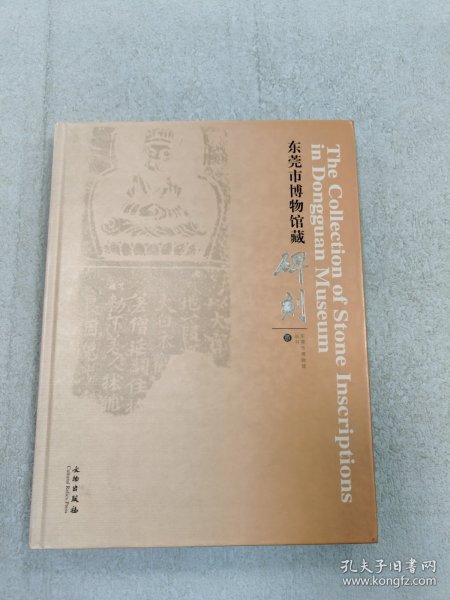 东莞市博物馆藏
碑刻
The Collection of Stone Inscriptions
in Dongguan Museum
文物出版社
Cultural Relics Press
孔夫子旧书网
www.kongfz.com